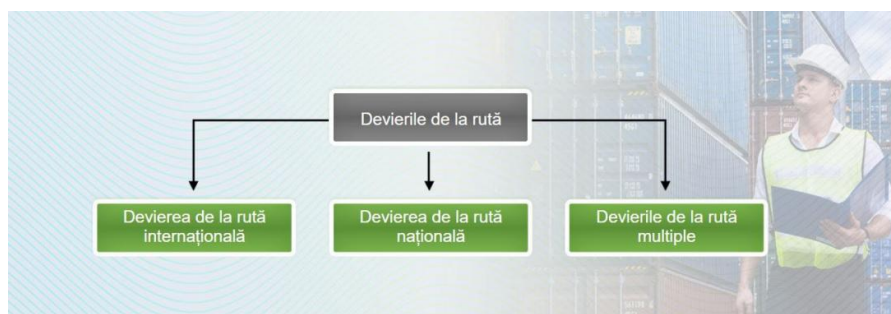 Devierile de la rută
Devierea de la rută
internațională
Devierea de la rută
națională
Devierile de la rută
multiple